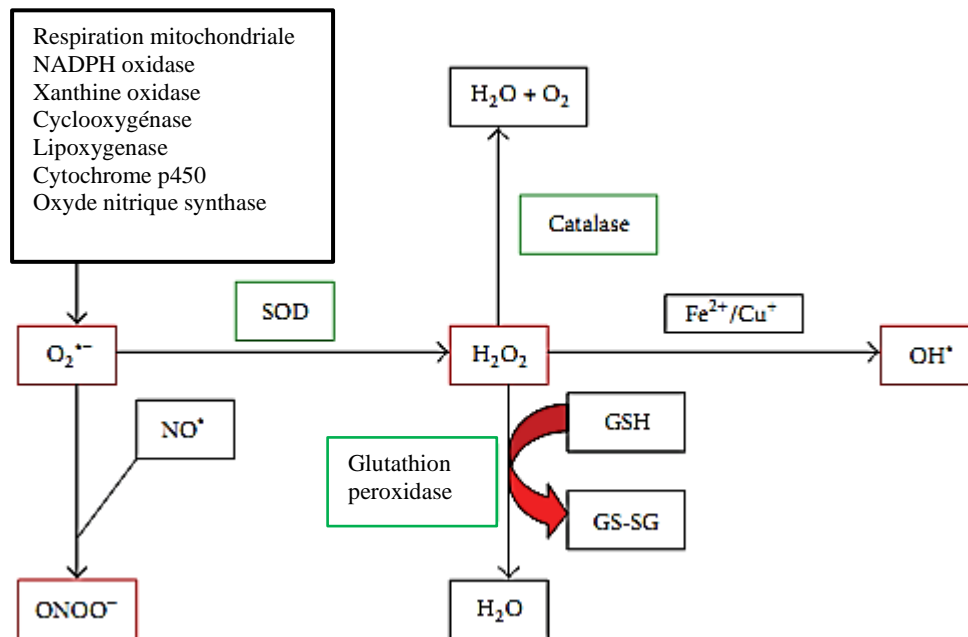 Respiration mitochondriale
NADPH oxidase
Xanthine oxidase
Cyclooxygénase
Lipoxygenase
Cytochrome p450
Oxyde nitrique synthase
H₂O + O₂
Catalase
SOD
Fe²⁺/Cu⁺
O₂•⁻
H₂O₂
OH•
NO•
GSH
Glutathion
peroxidase
GS-SG
ONOO⁻
H₂O